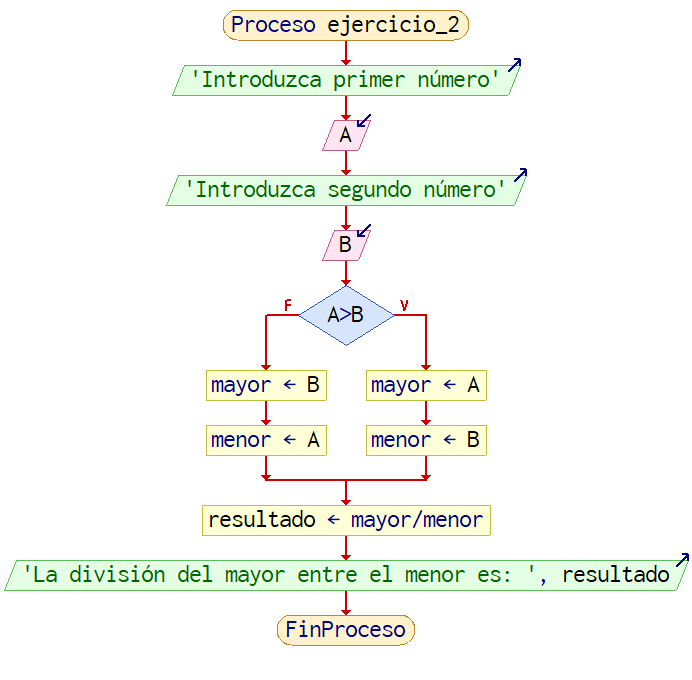 Proceso ejercicio_2
'Introduzca primer número'
A
'Introduzca segundo número'
B
A>B
F
V
mayor ← B
mayor ← A
menor ← A
menor ← B
resultado ← mayor/menor
'La división del mayor entre el menor es: ', resultado
FinProceso